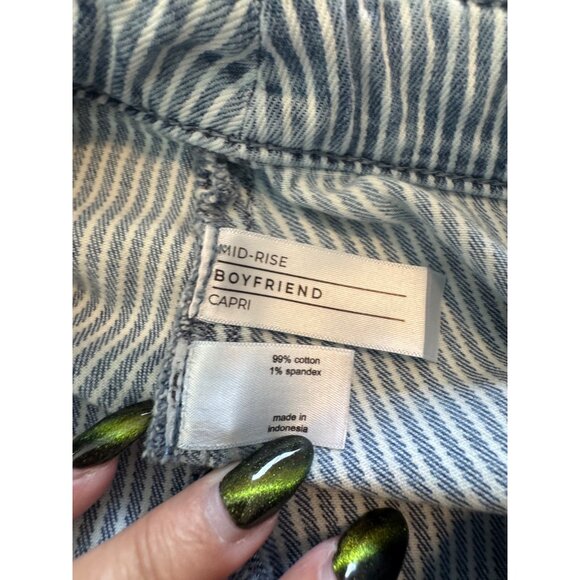 MID-RISE
BOYFRIEND
CAPRI
99% cotton
1% spandex
made in
indonesia